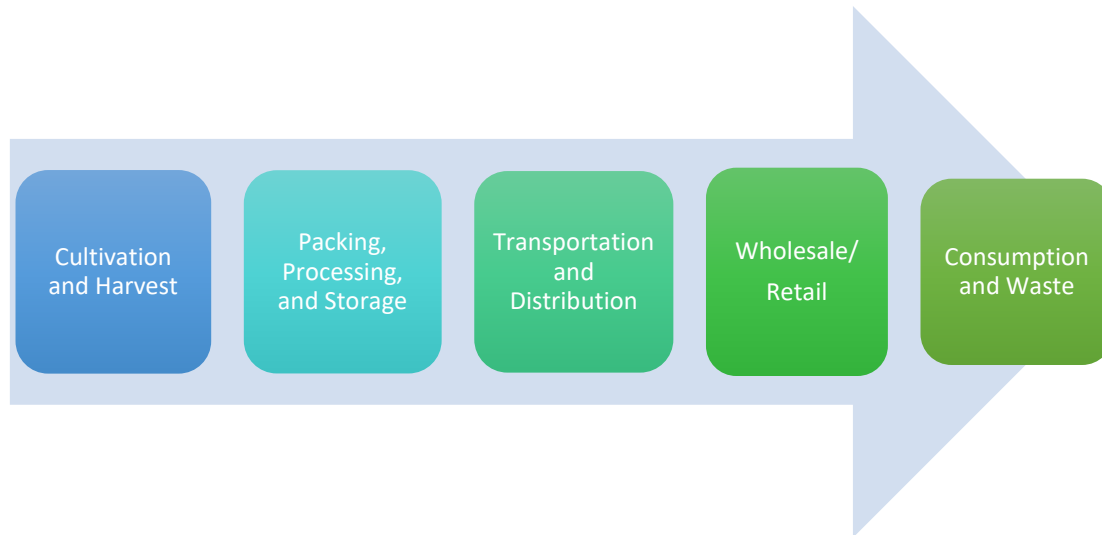 Cultivation
and Harvest
Packing,
Processing,
and Storage
Transportation
and
Distribution
Wholesale/
Retail
Consumption
and Waste